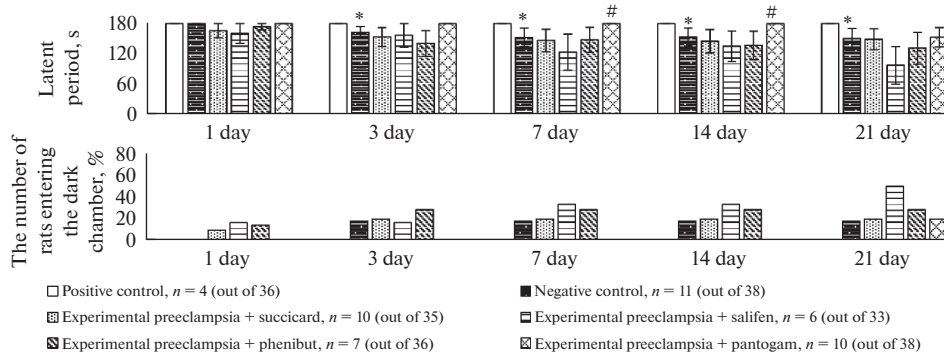 180
120
60
0
Latent
period, s
* * # * # *
1 day 3 day 7 day 14 day 21 day
80
60
40
20
0
The number of
rats entering
the dark
chamber, %
1 day 3 day 7 day 14 day 21 day
Positive control, n = 4 (out of 36) Negative control, n = 11 (out of 38)
Experimental preeclampsia + succicard, n = 10 (out of 35) Experimental preeclampsia + salifen, n = 6 (out of 33)
Experimental preeclampsia + phenibut, n = 7 (out of 36) Experimental preeclampsia + pantogam, n = 10 (out of 38)